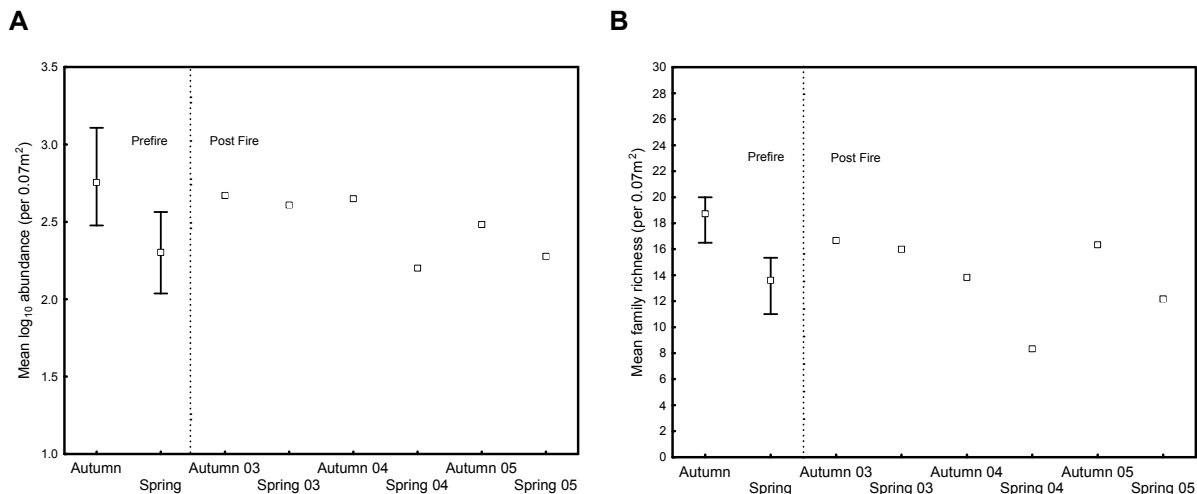 A
Mean log₁₀ abundance (per 0.07m²)
3.5
3.0
2.5
2.0
1.5
1.0
Prefire
Post Fire
Autumn
Spring
Autumn 03
Spring 03
Autumn 04
Spring 04
Autumn 05
Spring 05
B
Mean family richness (per 0.07m²)
30
28
26
24
22
20
18
16
14
12
10
8
6
4
2
0
Prefire
Post Fire
Autumn
Spring
Autumn 03
Spring 03
Autumn 04
Spring 04
Autumn 05
Spring 05